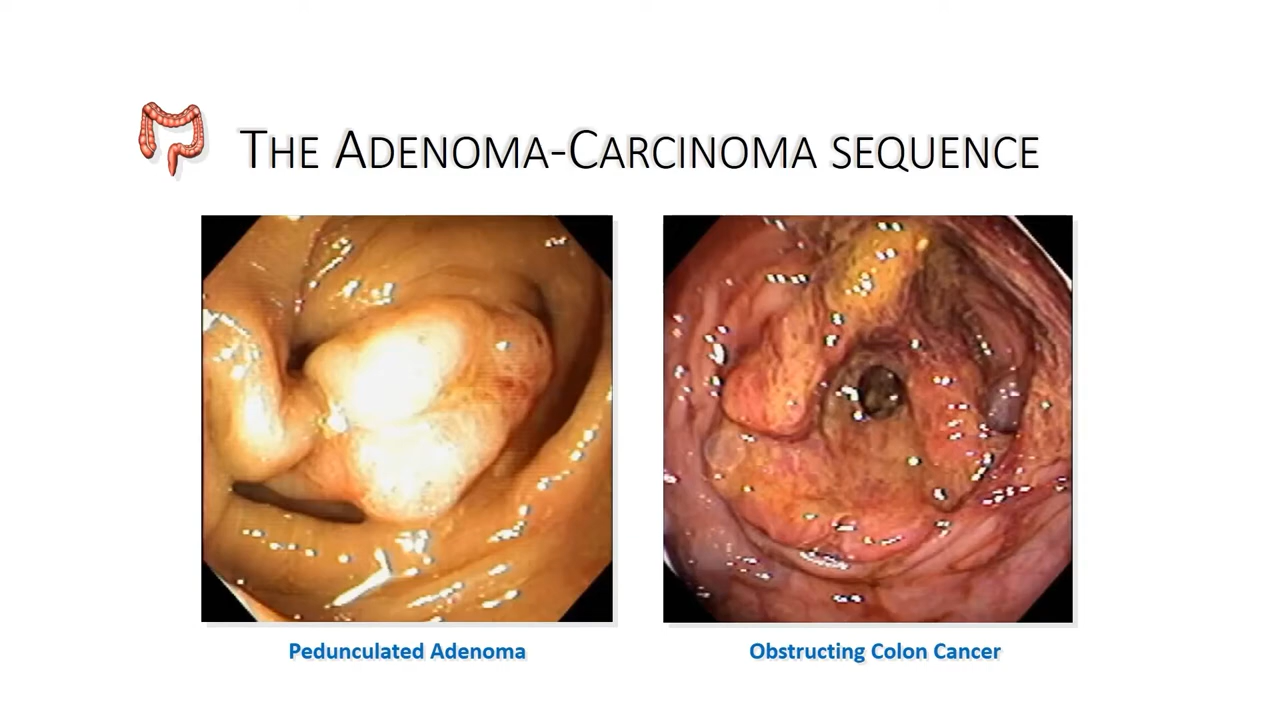 The Adenoma-Carcinoma sequence
Pedunculated Adenoma
Obstructing Colon Cancer